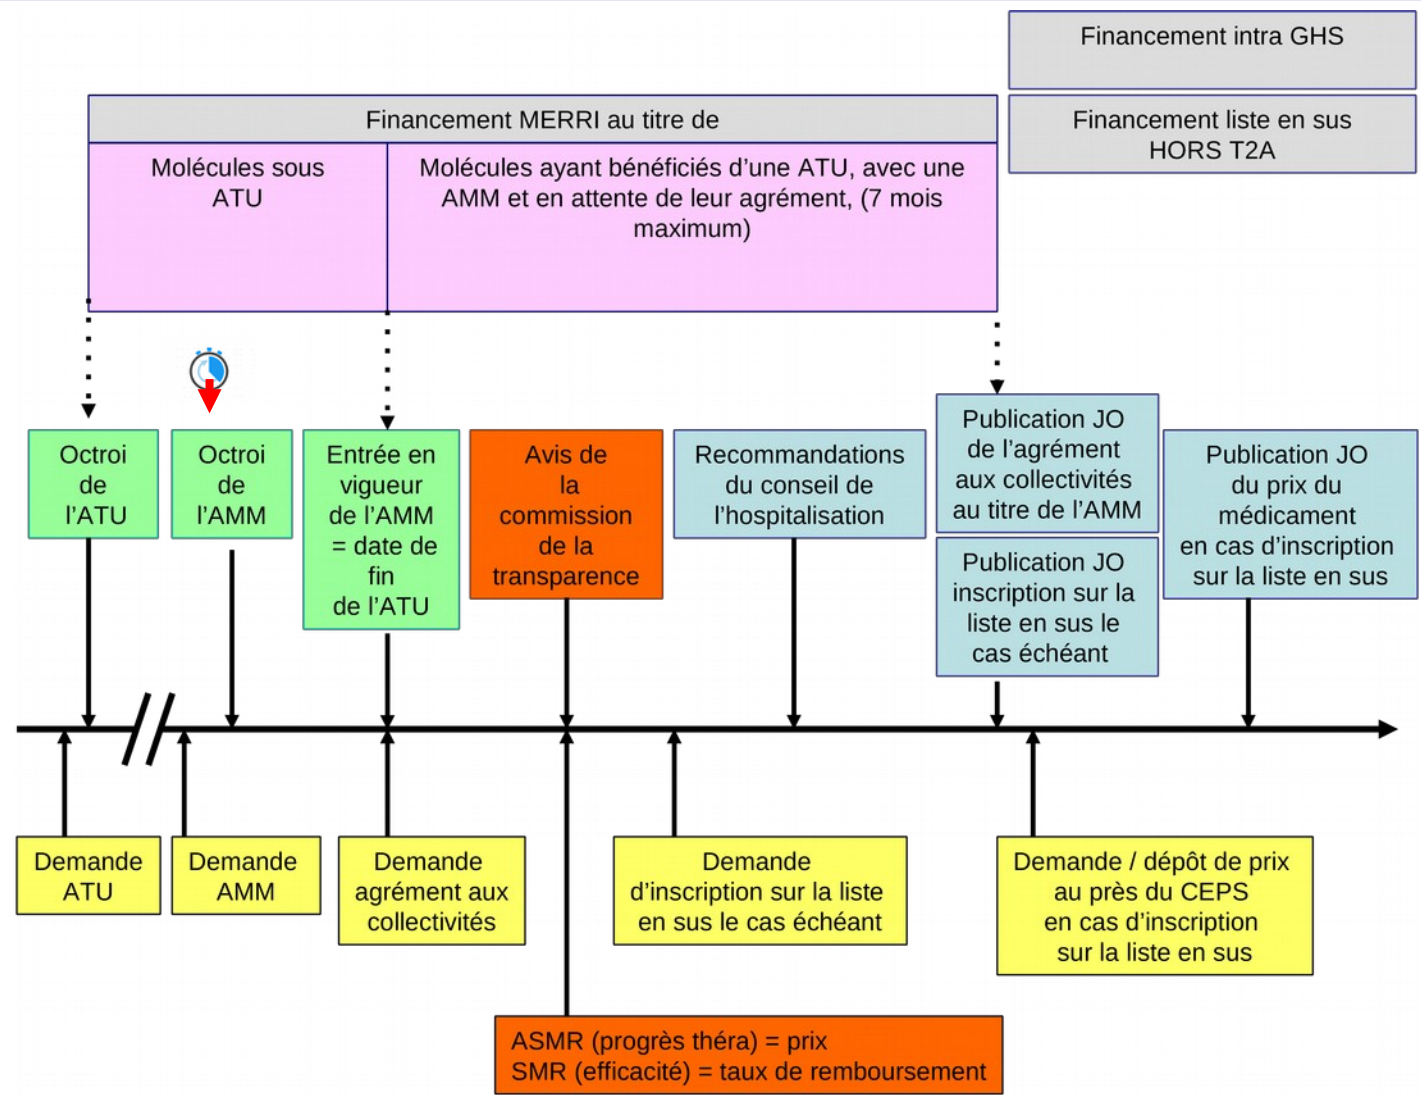 Financement intra GHS
Financement MERRI au titre de
Financement liste en sus
HORS T2A
Molécules sous
ATU
Molécules ayant bénéficiés d’une ATU, avec une
AMM et en attente de leur agrément, (7 mois
maximum)
Octroi
de
l’ATU
Octroi
de
l’AMM
Entrée en
vigueur
de l’AMM
= date de
fin
de l’ATU
Avis de
la
commission
de la
transparence
Recommandations
du conseil de
l’hospitalisation
Publication JO
de l’agrément
aux collectivités
au titre de l’AMM
Publication JO
inscription sur la
liste en sus le
cas échéant
Publication JO
du prix du
médicament
en cas d’inscription
sur la liste en sus
Demande
ATU
Demande
AMM
Demande
agrément aux
collectivités
Demande
d’inscription sur la liste
en sus le cas échéant
Demande / dépôt de prix
au près du CEPS
en cas d’inscription
sur la liste en sus
ASMR (progrès théra) = prix
SMR (efficacité) = taux de remboursement